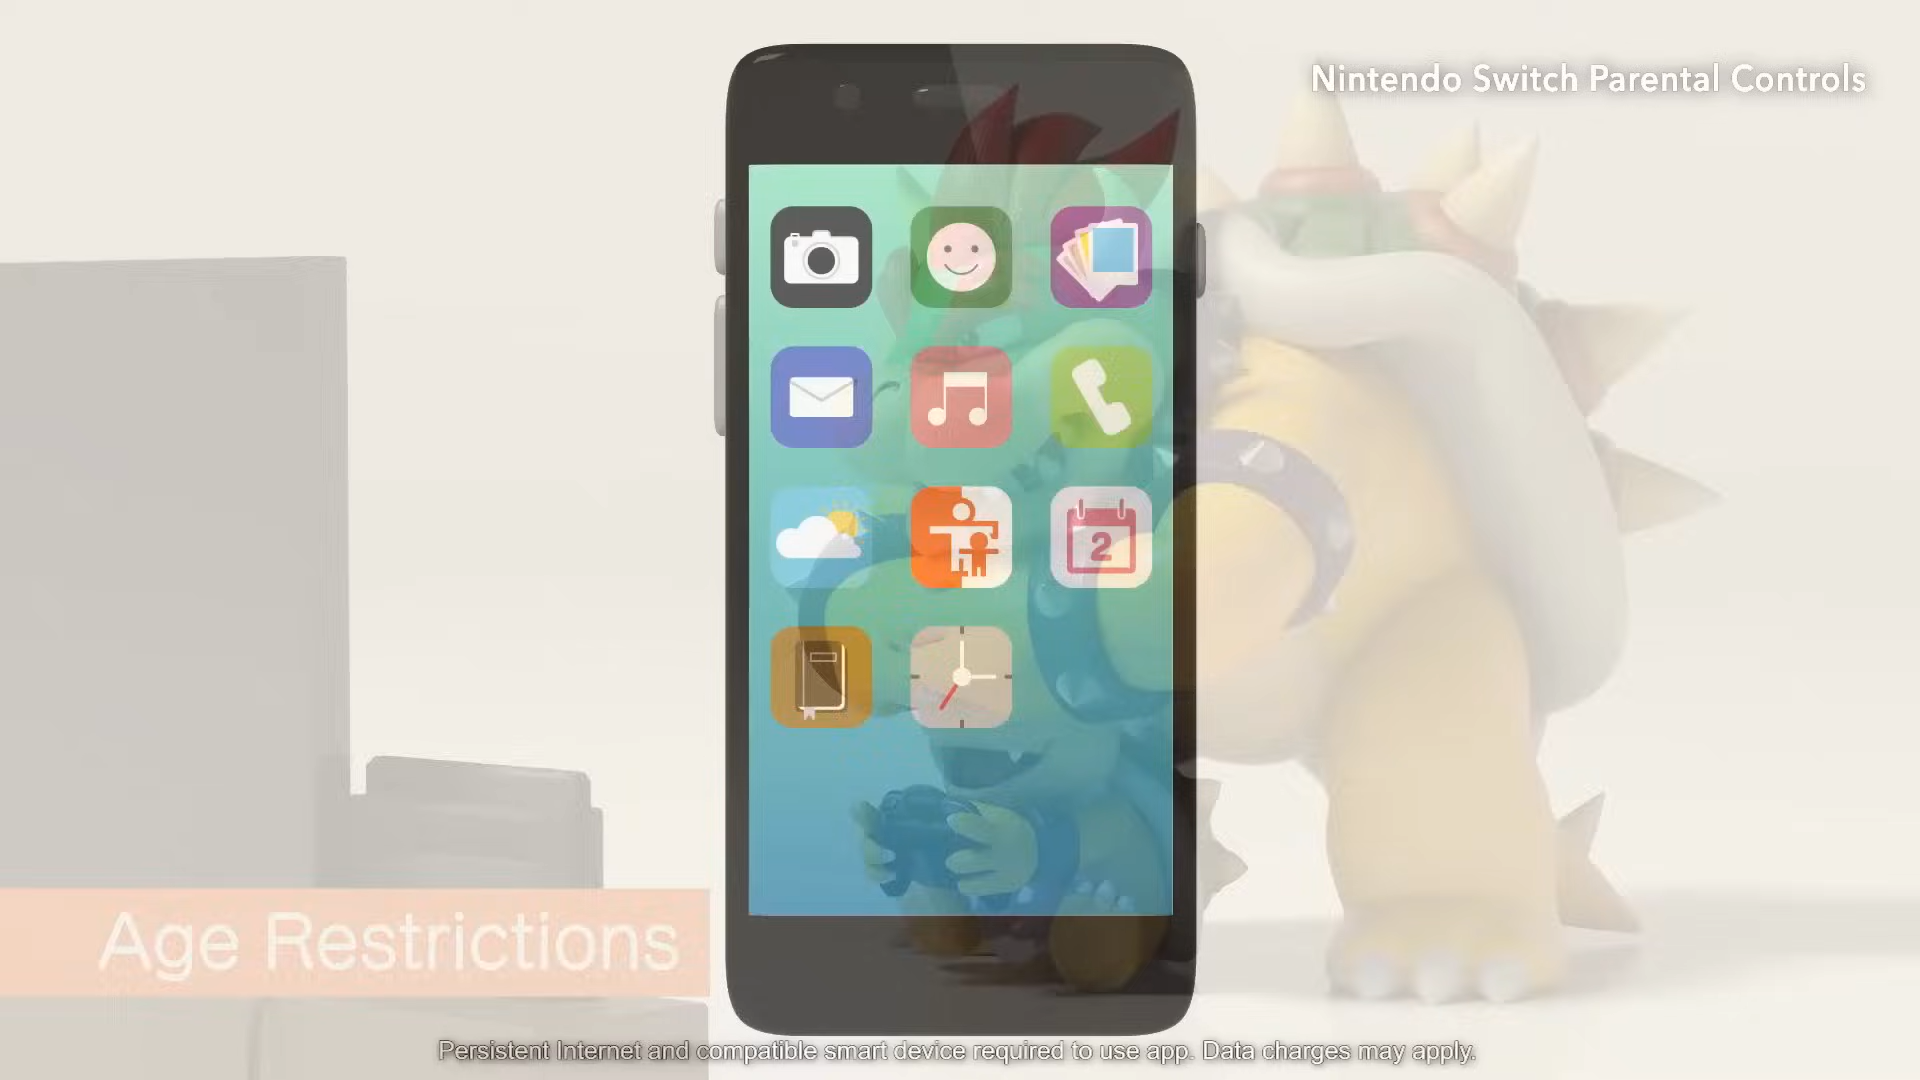 Nintendo Switch Parental Controls
2
Age Restrictions
Persistent Internet and compatible smart device required to use app. Data charges may apply.